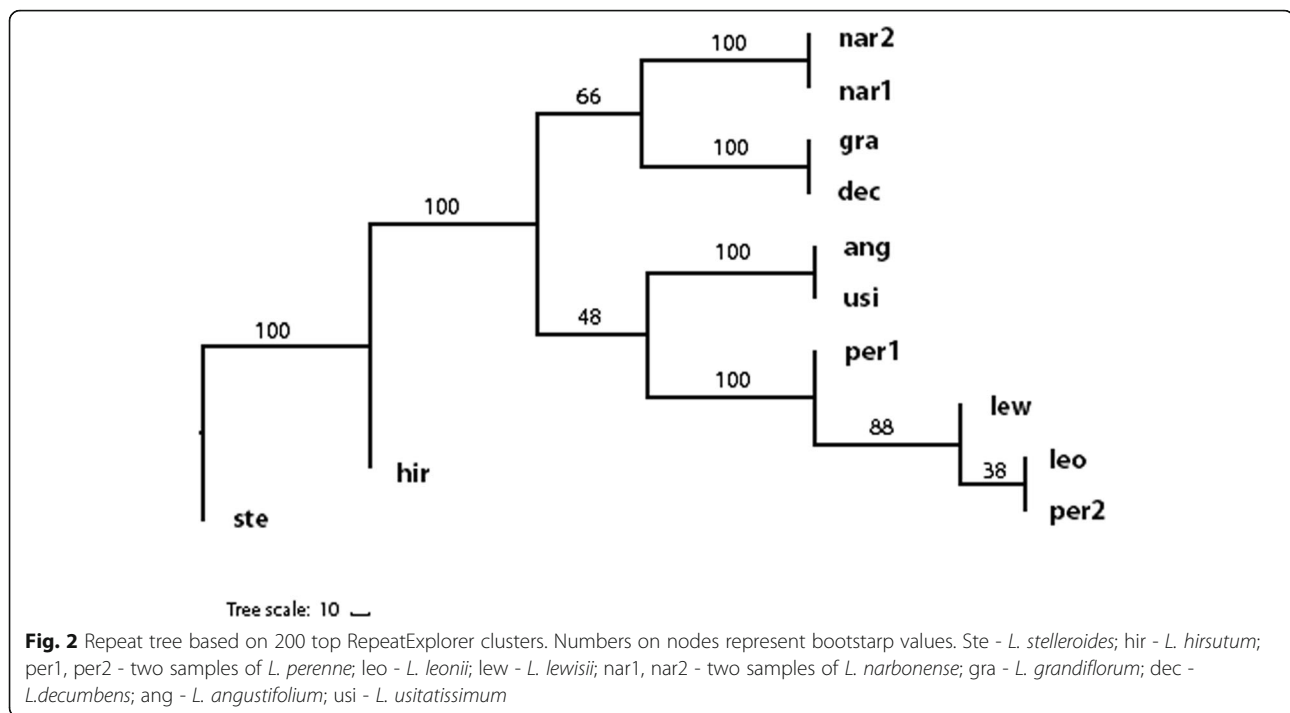 100
nar2
nar1
66
100
gra
dec
100
100
ang
usi
48
100
per1
100
88
lew
38
leo
per2
hir
ste
Tree scale: 10
Fig. 2 Repeat tree based on 200 top RepeatExplorer clusters. Numbers on nodes represent bootstarp values. Ste - L. stelleroides; hir - L. hirsutum;
per1, per2 - two samples of L. perenne; leo - L. leonii; lew - L. lewisii; nar1, nar2 - two samples of L. narbonense; gra - L. grandiflorum; dec -
L.decumbens; ang - L. angustifolium; usi - L. usitatissimum